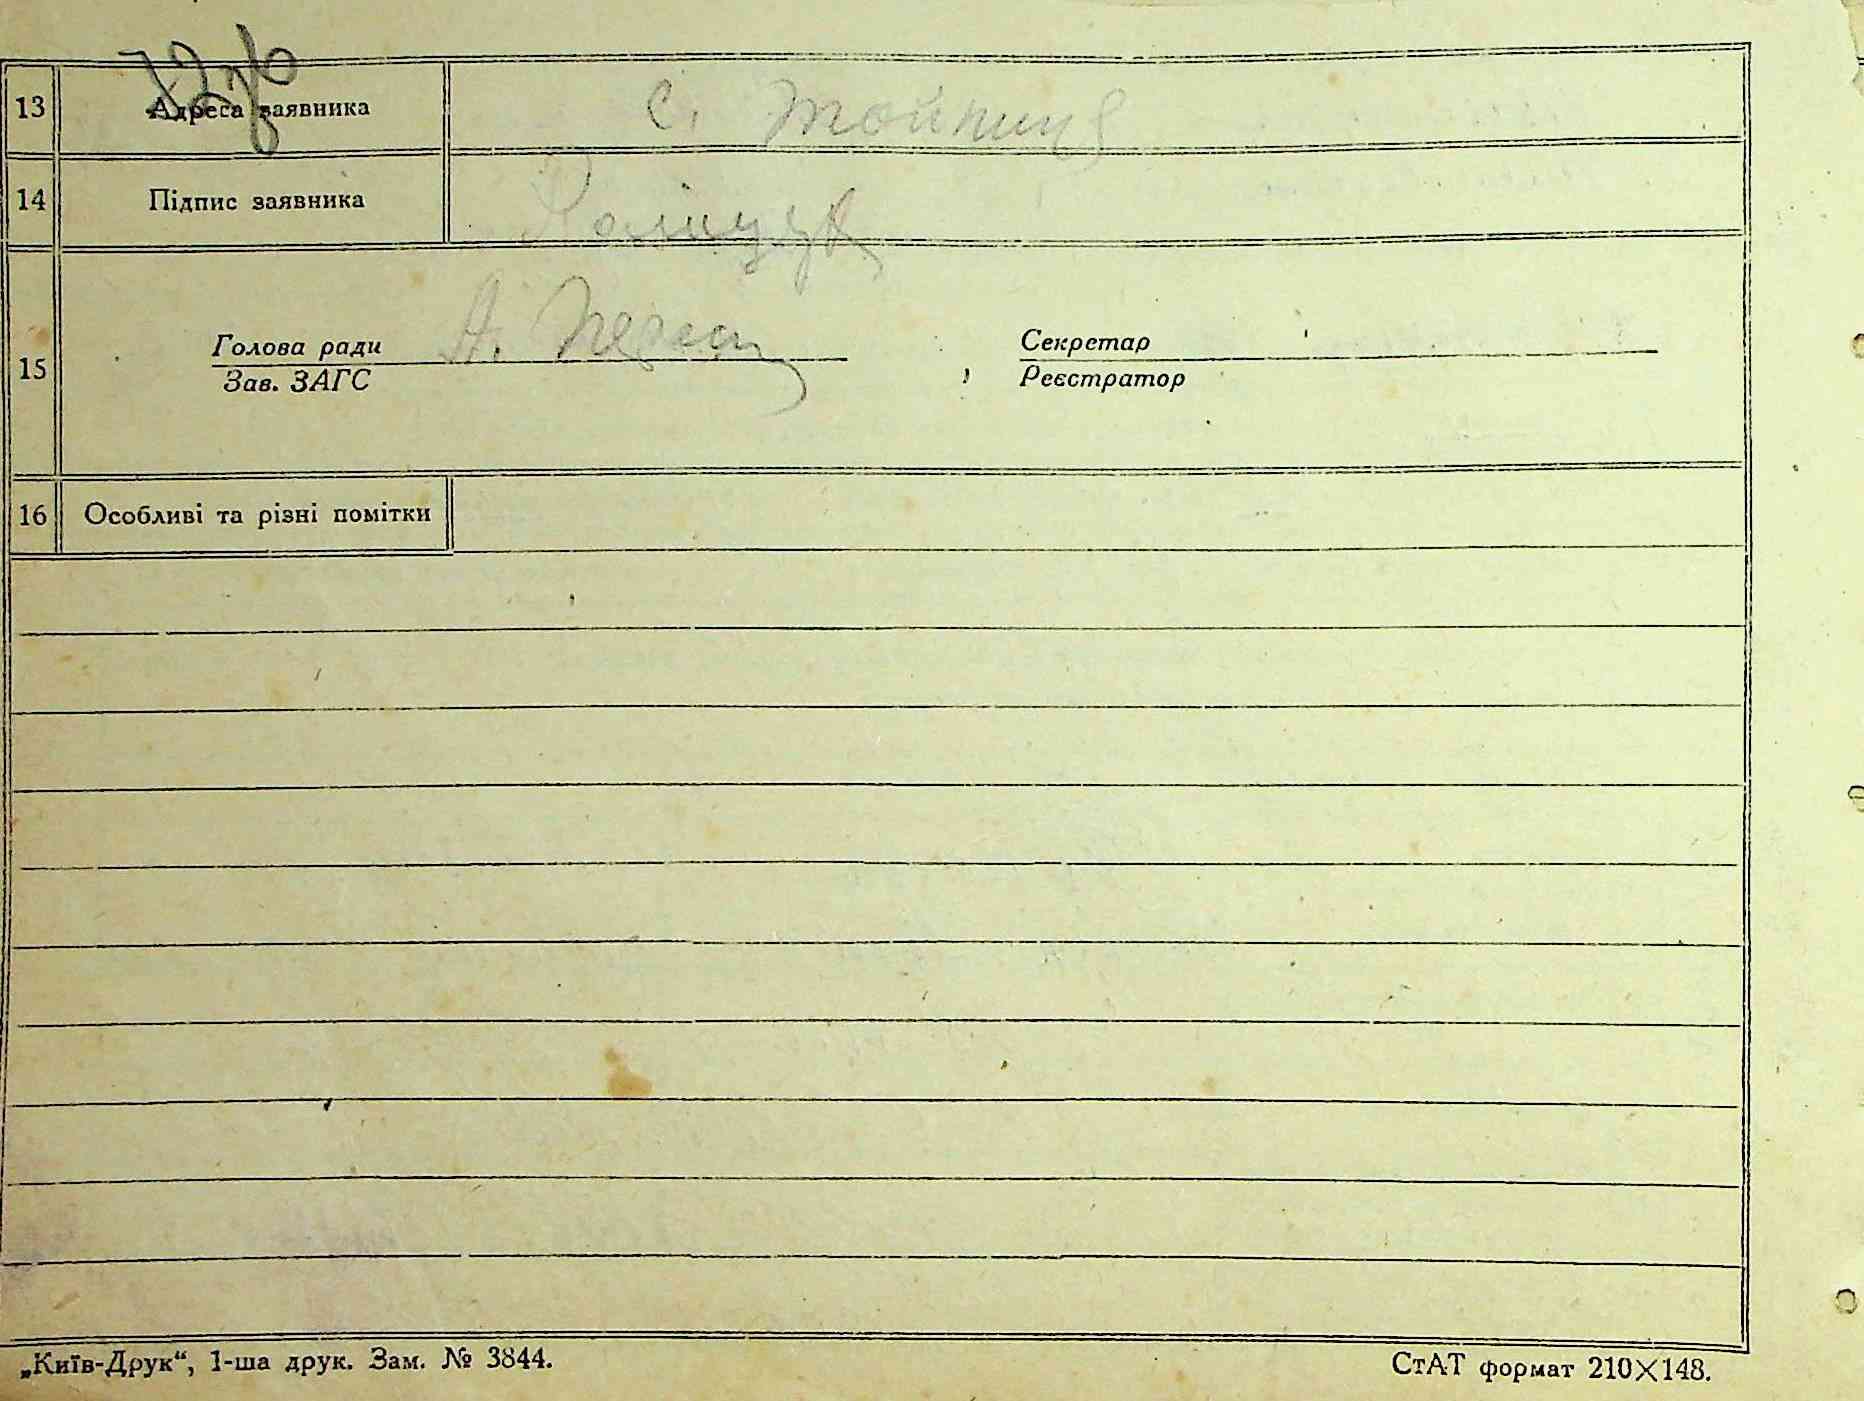 13 Адреса заявника с.
14 Підпис заявника
15 Голова ради А. Секретар
Зав. ЗАГС Реєстратор
16 Особливі та різні помітки
„Київ-Друк“, 1-ша друк. Зам. № 3844. СтАТ формат 210×148.